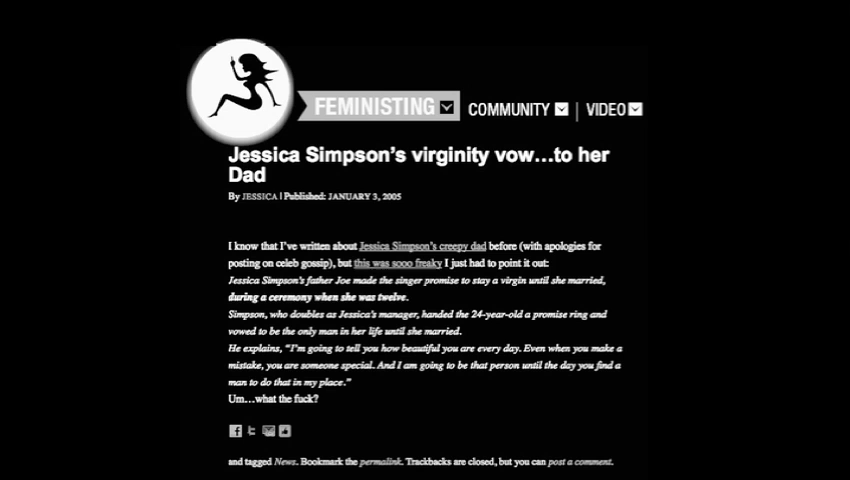 FEMINISTING COMMUNITY | VIDEO
Jessica Simpson's virginity vow…to her
Dad
By JESSICA | Published: JANUARY 3, 2005
I know that I've written about Jessica Simpson's creepy dad before (with apologies for
posting on celeb gossip), but this was sooo freaky I just had to point it out:
Jessica Simpson's father Joe made the singer promise to stay a virgin until she married,
during a ceremony when she was twelve.
Simpson, who doubles as Jessica's manager, handed the 24-year-old a promise ring and
vowed to be the only man in her life until she married.
He explains, "I'm going to tell you how beautiful you are every day. Even when you make a
mistake, you are someone special. And I am going to be that person until the day you find a
man to do that in my place."
Um…what the fuck?
and tagged News. Bookmark the permalink. Trackbacks are closed, but you can post a comment.